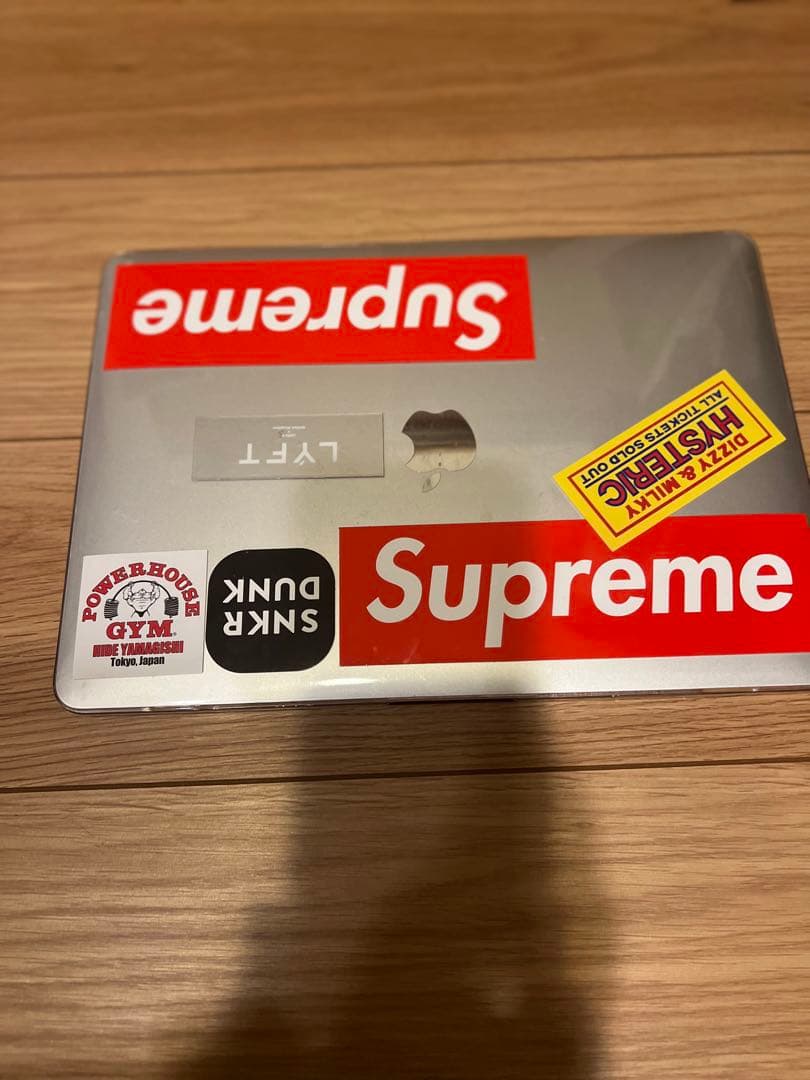 Supreme
LYFT
DIZZY & MILKY
HYSTERIC
ALL TICKETS SOLD OUT
POWERHOUSE
GYM®
HIDE YAMAGISHI
Tokyo, Japan
SNKR
DUNK
Supreme